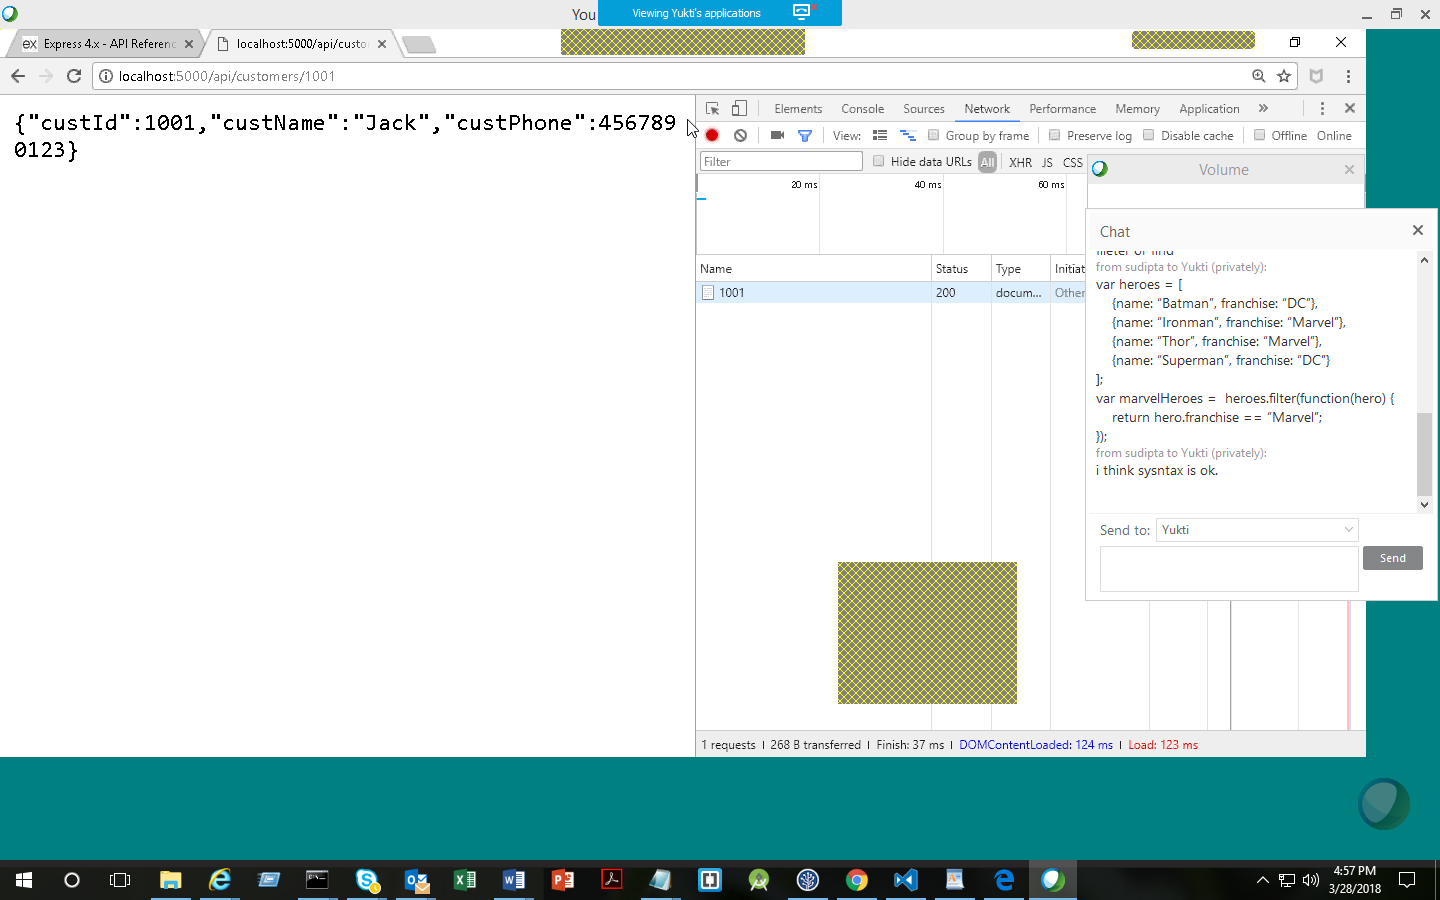 You
Viewing Yukti's applications
ex Express 4.x - API Referenc
localhost:5000/api/custo
localhost:5000/api/customers/1001
{"custId":1001,"custName":"Jack","custPhone":456789
0123}
Elements Console Sources Network Performance Memory Application
View: Group by frame Preserve log Disable cache Offline Online
Filter Hide data URLs All XHR JS CSS
20 ms 40 ms 60 ms
Name Status Type Initiat
1001 200 docum... Other
1 requests | 268 B transferred | Finish: 37 ms | DOMContentLoaded: 124 ms | Load: 123 ms
Volume
Chat
from sudipta to Yukti (privately):
var heroes = [
{name: “Batman”, franchise: “DC”},
{name: “Ironman”, franchise: “Marvel”},
{name: “Thor”, franchise: “Marvel”},
{name: “Superman”, franchise: “DC”}
];
var marvelHeroes = heroes.filter(function(hero) {
return hero.franchise == “Marvel”;
});
from sudipta to Yukti (privately):
i think sysntax is ok.
Send to: Yukti
Send
4:57 PM
3/28/2018